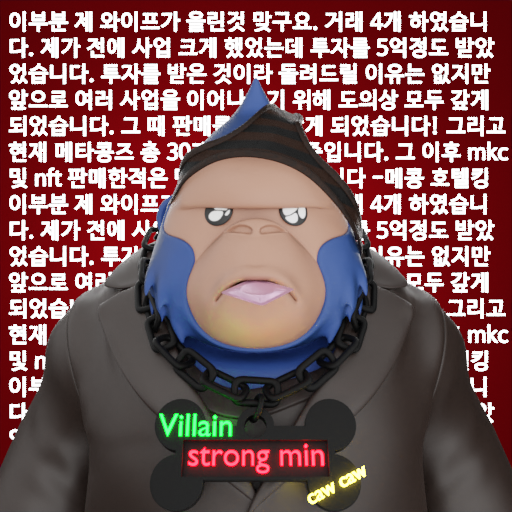 이부분 제 와이프가 올린것 맞구요. 거래 4개 하였습니
다. 제가 전에 사업 크게 했었는데 투자를 5억정도 받았
었습니다. 투자를 받은 것이라 돌려드릴 이유는 없지만
앞으로 여러 사업을 이어나 기 위해 도의상 모두 갚게
되었습니다. 그 때 판매를 게 되었습니다! 그리고
현재 메타콩즈 총 입니다. 그 이후 mkc
및 nft 판매한적은 니다 -메콩 호텔킹
이부분 제 와이프 4개 하였습니
다. 제가 전에 사 5억정도 받았
었습니다. 투자 이유는 없지만
앞으로 여러 모두 갚게
되었습 그리고
현재 mkc
및 n 킹
이부 니
다.
Villain
strong min
caw caw